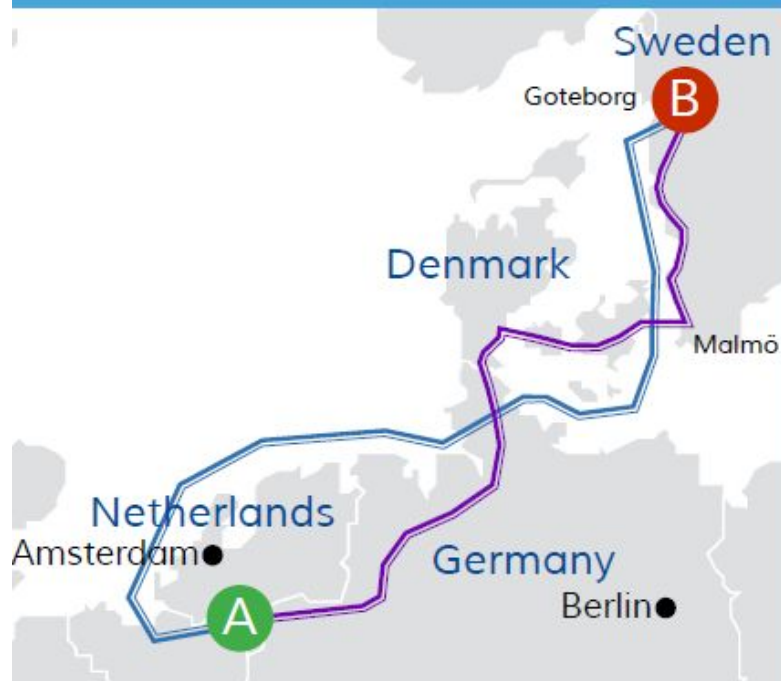 Sweden
Goteborg
B
Denmark
Malmö
Netherlands
Amsterdam
Germany
A
Berlin